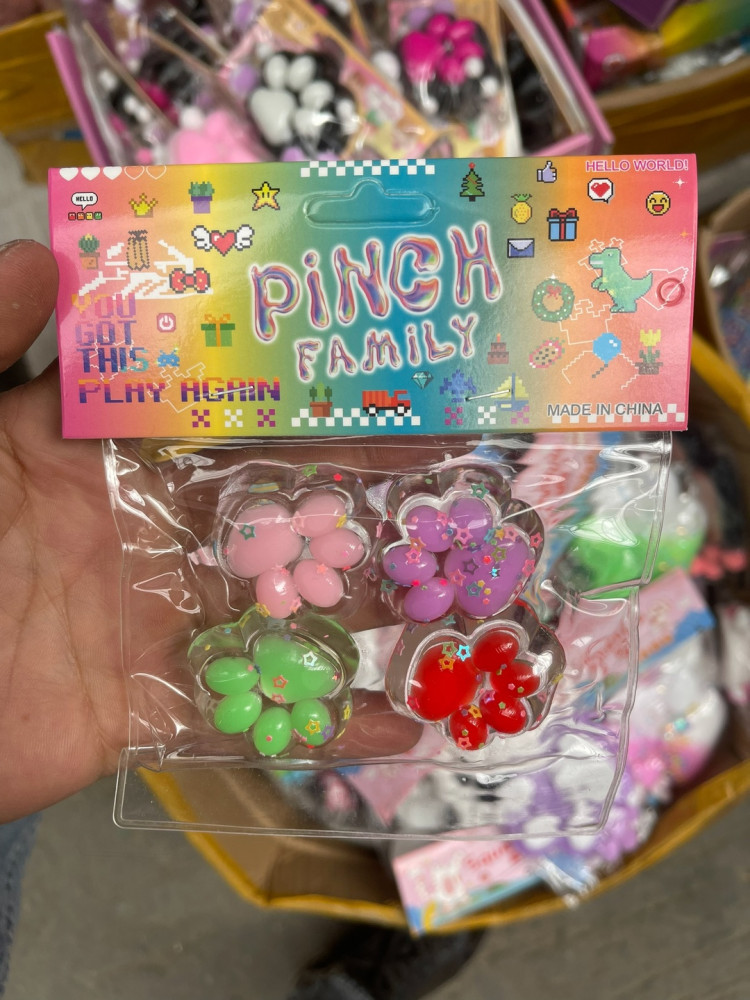 HELLO WORLD!
HELLO
PiNCH
FAMiLY
YOU
GOT
THIS
PLAY AGAIN
MADE IN CHINA